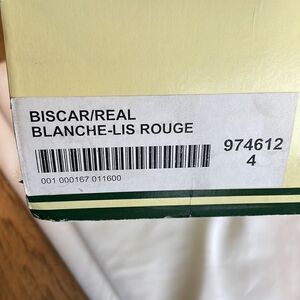 BISCAR/REAL
BLANCHE-LIS ROUGE
974612
4
001 000167 011600